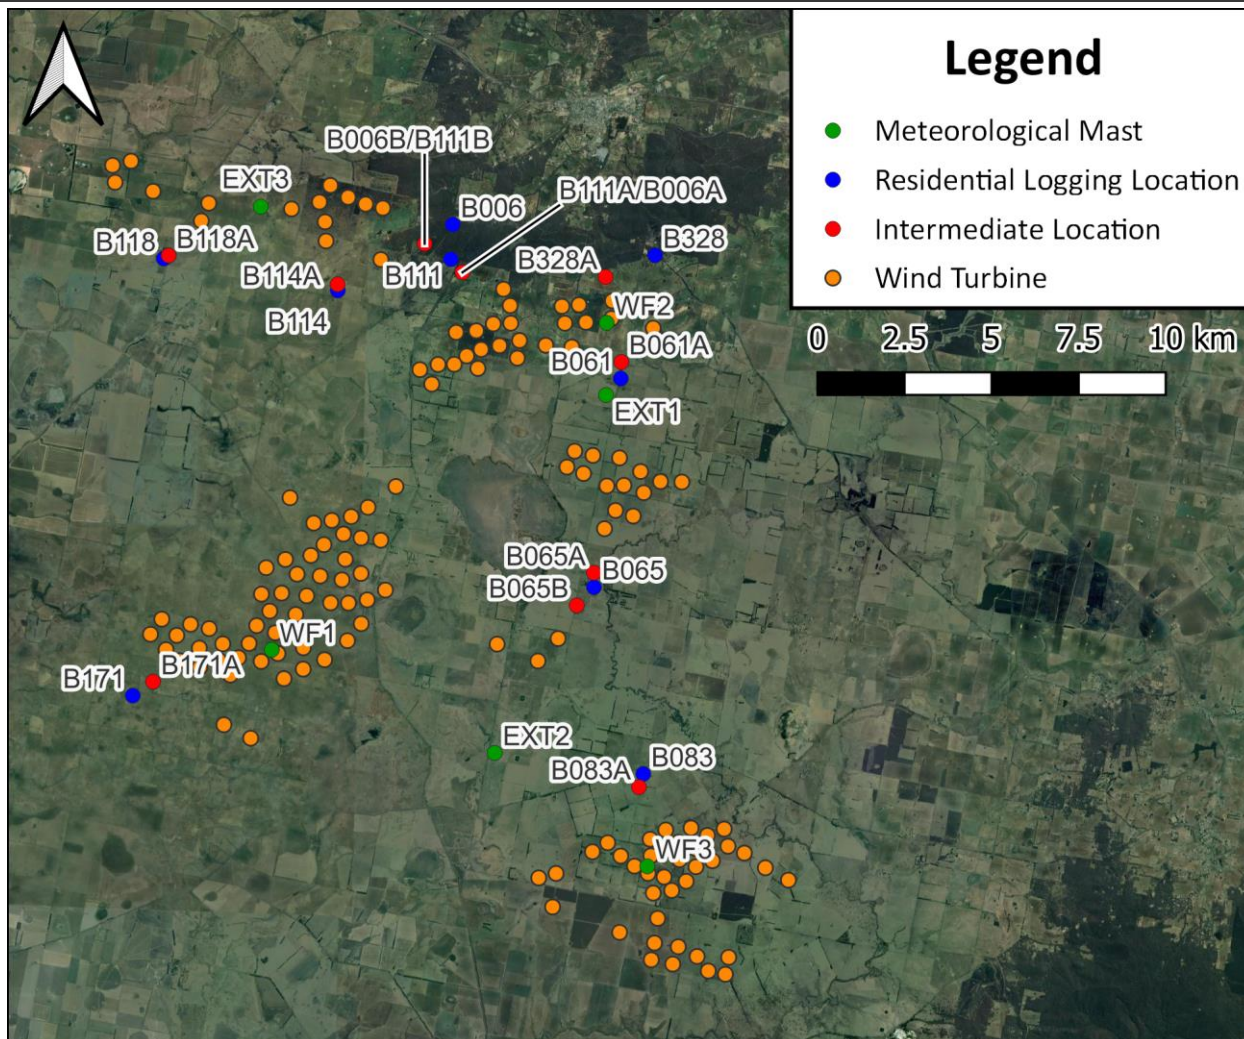 Legend
Meteorological Mast
Residential Logging Location
Intermediate Location
Wind Turbine
0 2.5 5 7.5 10 km
B006B/B111B
EXT3
B111A/B006A
B006
B118
B118A
B328
B114A
B111
B328A
B114
WF2
B061A
B061
EXT1
B065A
B065
B065B
WF1
B171A
B171
EXT2
B083
B083A
WF3